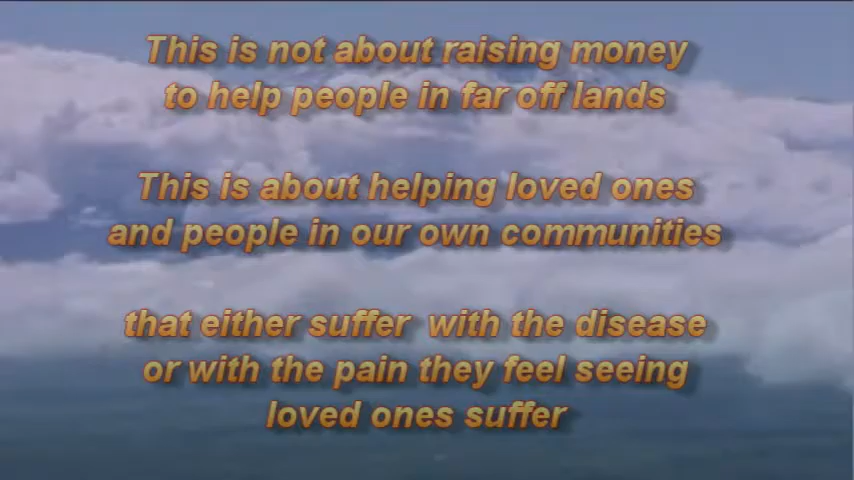 This is not about raising money
to help people in far off lands
This is about helping loved ones
and people in our own communities
that either suffer with the disease
or with the pain they feel seeing
loved ones suffer